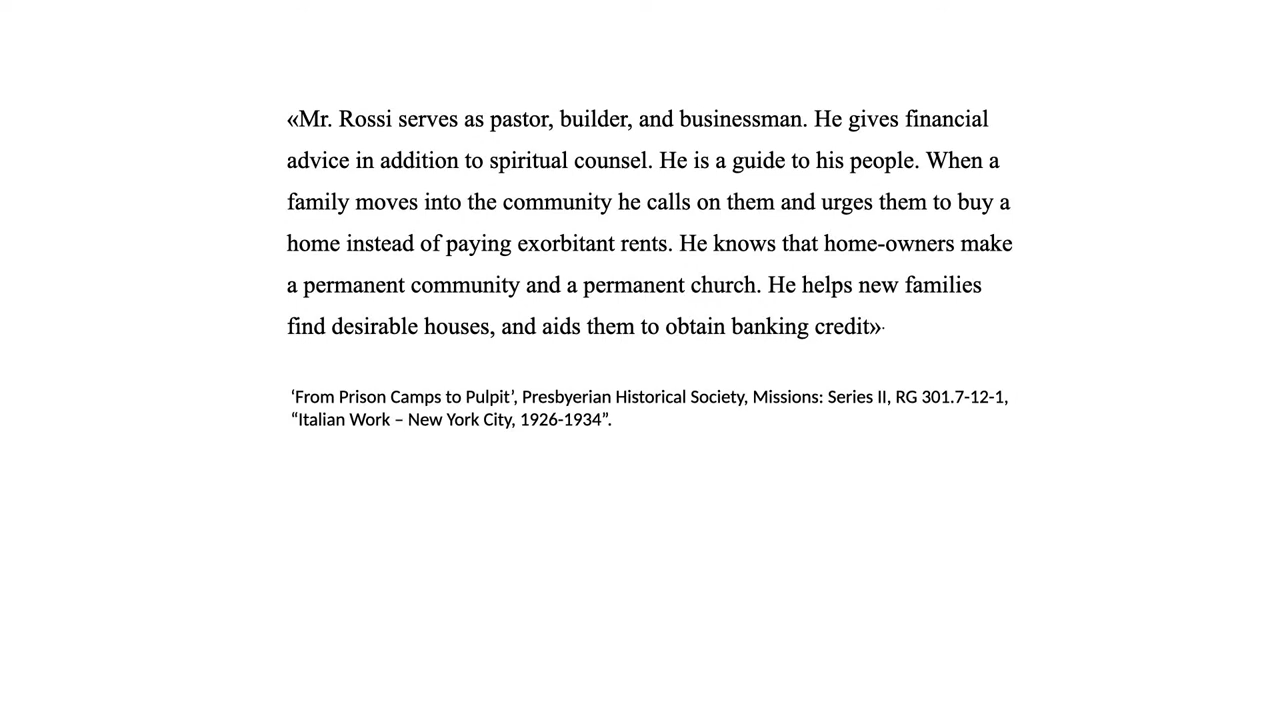 «Mr. Rossi serves as pastor, builder, and businessman. He gives financial
advice in addition to spiritual counsel. He is a guide to his people. When a
family moves into the community he calls on them and urges them to buy a
home instead of paying exorbitant rents. He knows that home-owners make
a permanent community and a permanent church. He helps new families
find desirable houses, and aids them to obtain banking credit».
‘From Prison Camps to Pulpit’, Presbyerian Historical Society, Missions: Series II, RG 301.7-12-1,
“Italian Work – New York City, 1926-1934”.